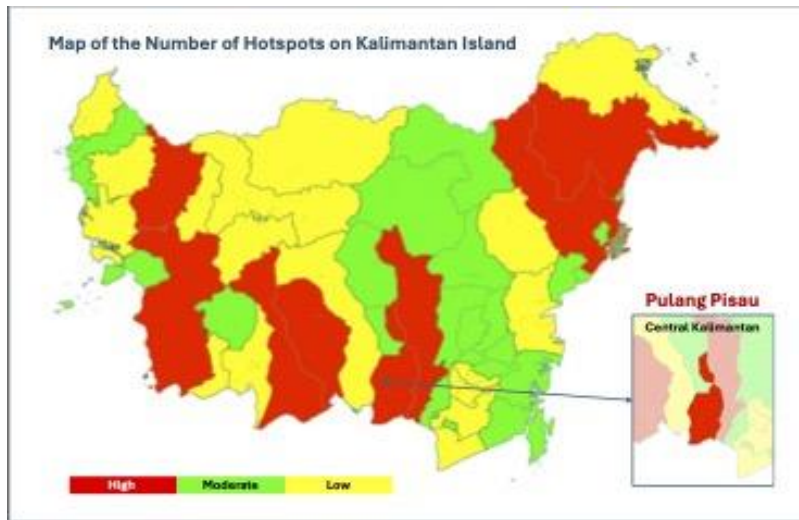 Map of the Number of Hotspots on Kalimantan Island
Pulang Pisau
Central Kalimantan
High
Moderate
Low